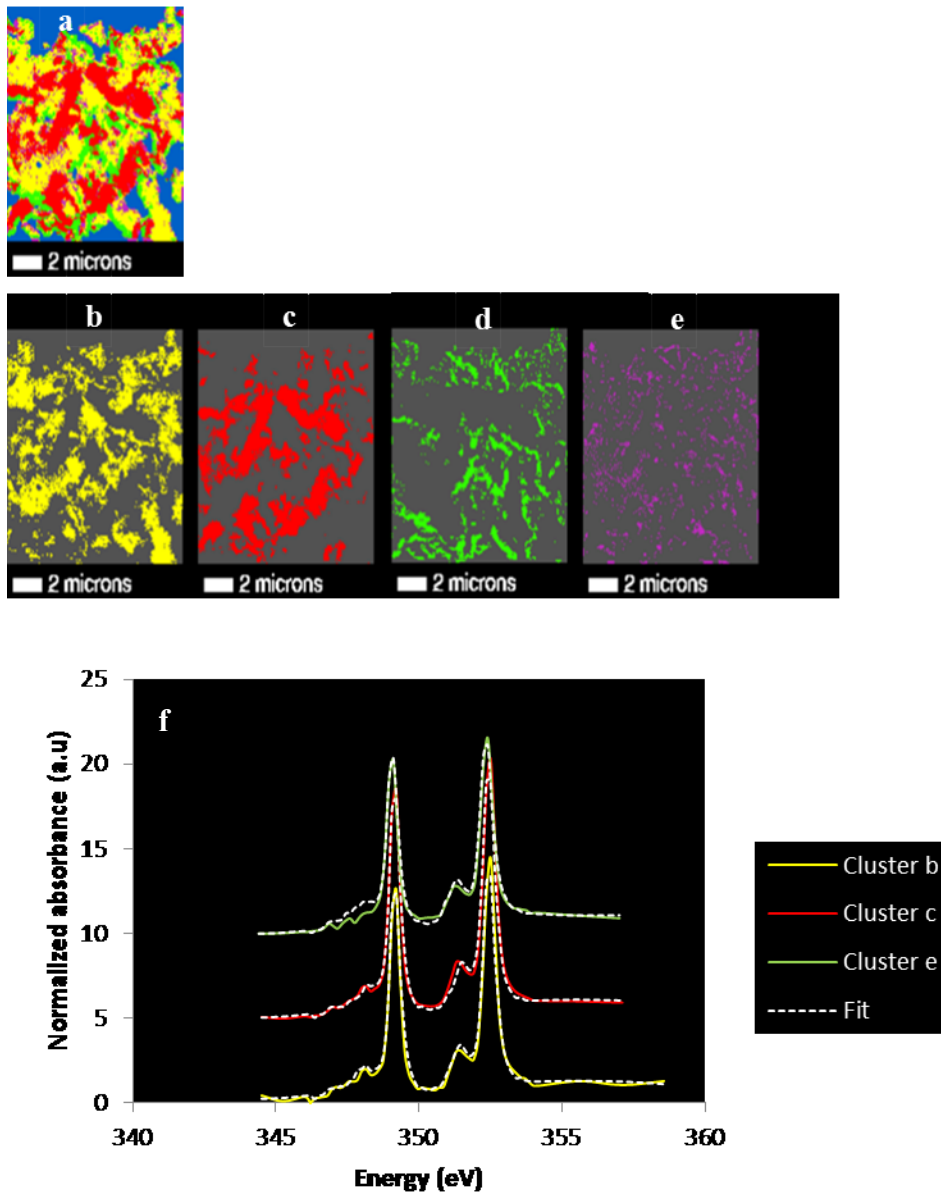 a
2 microns
b c d e
2 microns 2 microns 2 microns 2 microns
f
Normalized absorbance (a.u)
25
20
15
10
5
0
340 345 350 355 360
Energy (eV)
Cluster b
Cluster c
Cluster e
Fit